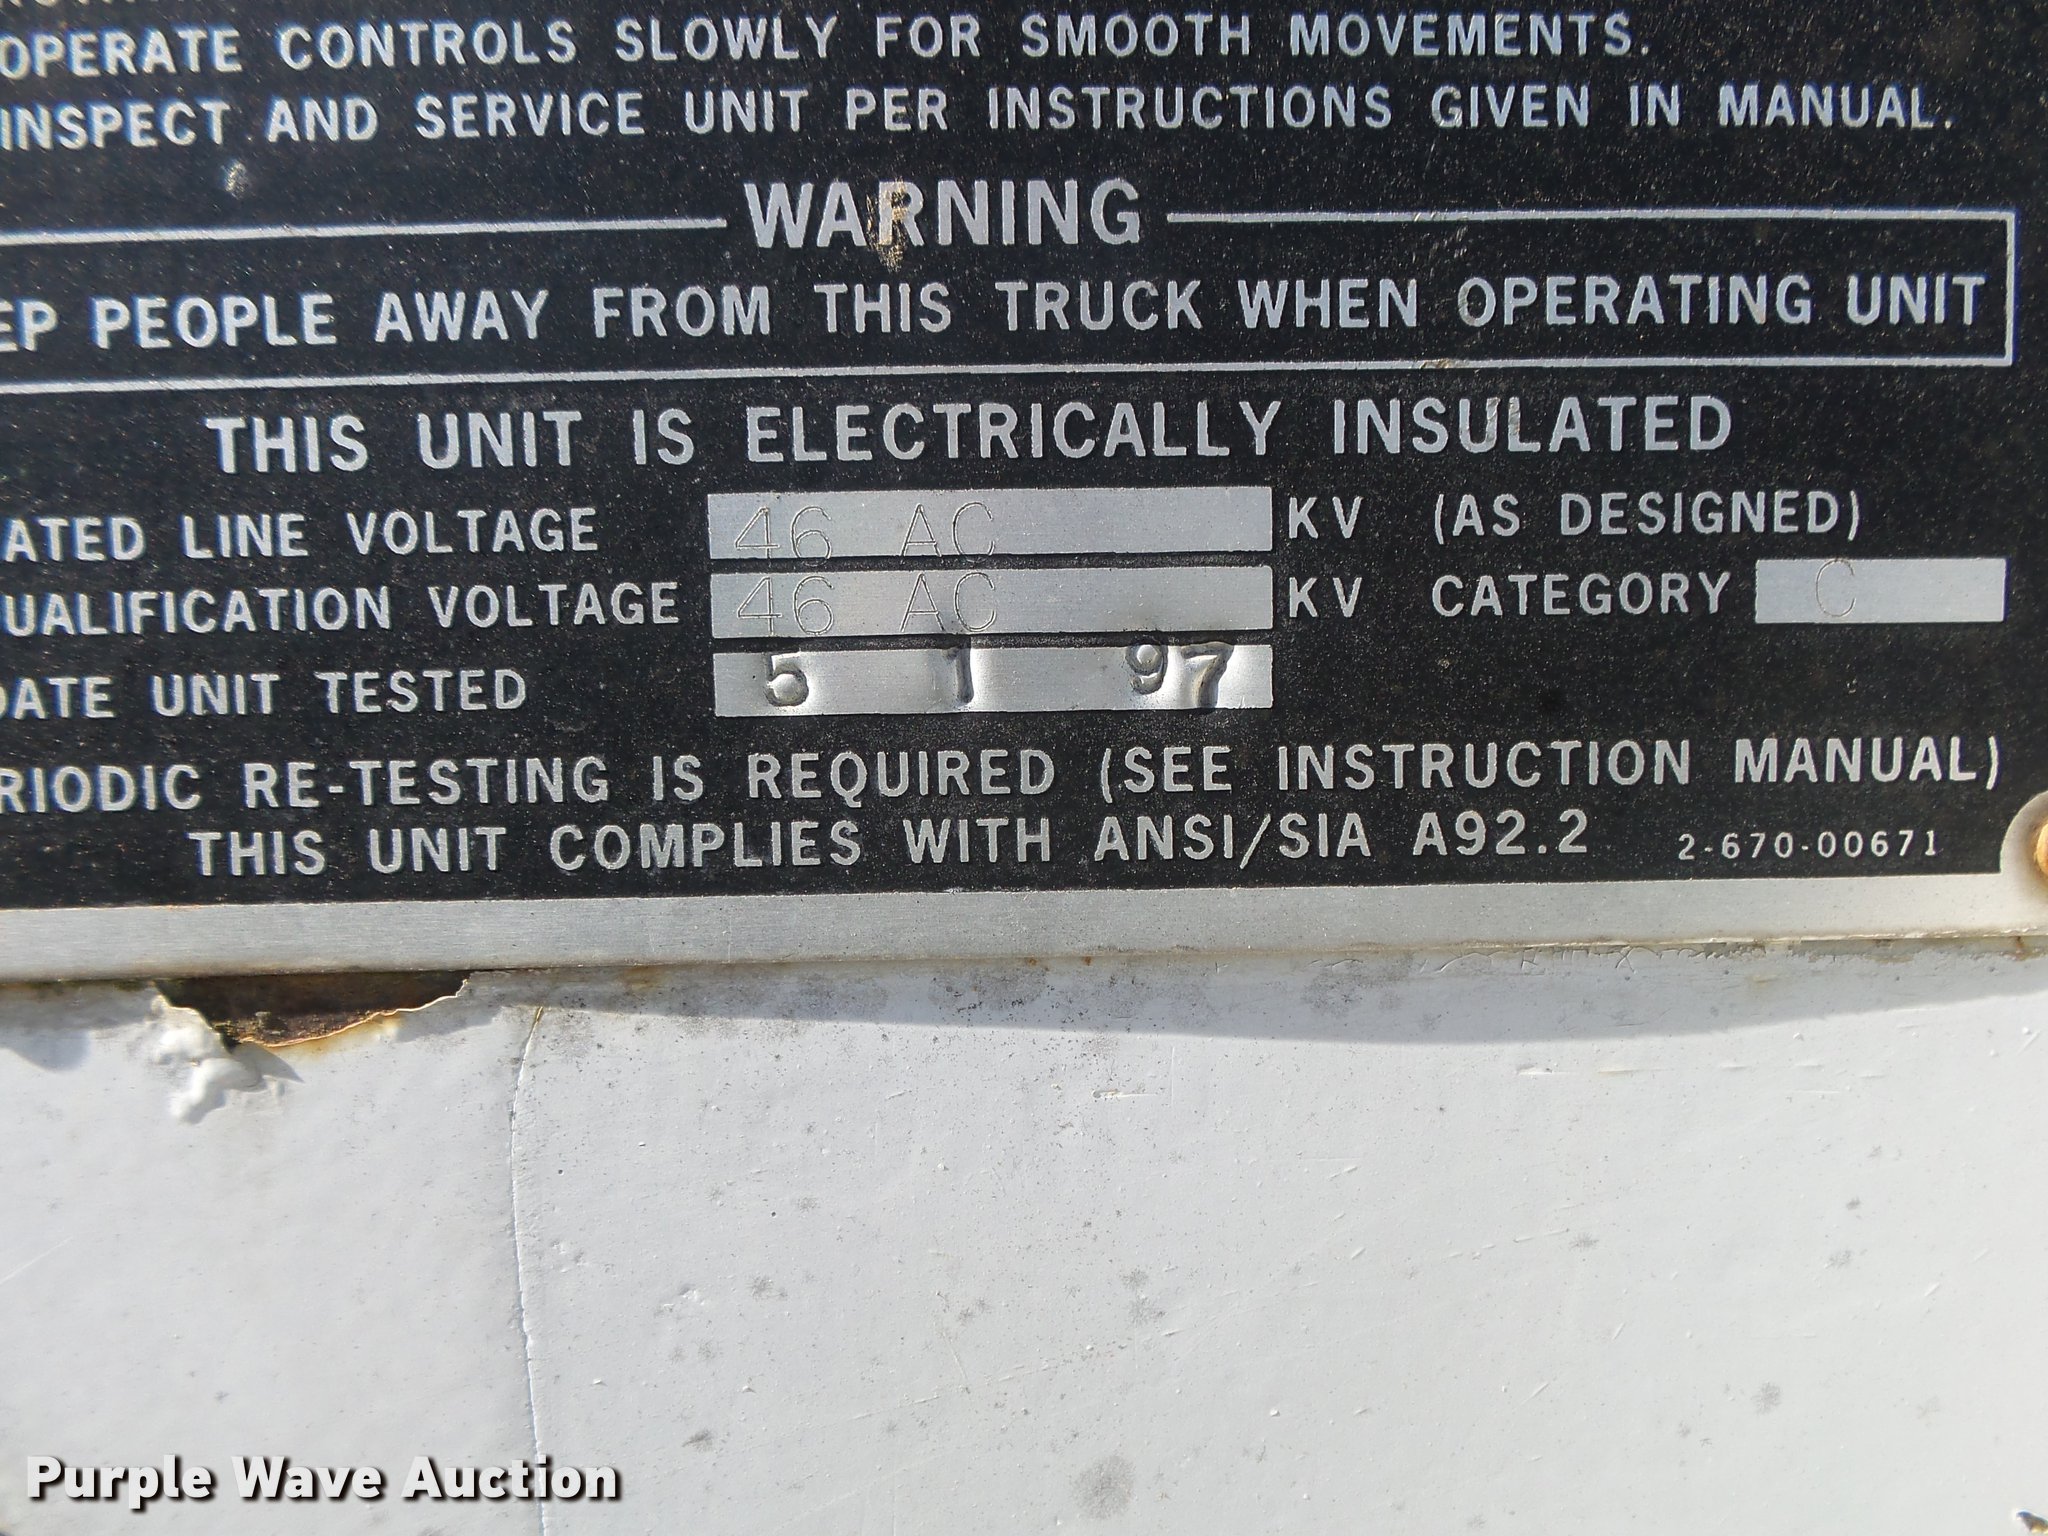 OPERATE CONTROLS SLOWLY FOR SMOOTH MOVEMENTS.
INSPECT AND SERVICE UNIT PER INSTRUCTIONS GIVEN IN MANUAL.
WARNING
EP PEOPLE AWAY FROM THIS TRUCK WHEN OPERATING UNIT
THIS UNIT IS ELECTRICALLY INSULATED
ATED LINE VOLTAGE 46 AC KV (AS DESIGNED)
UALIFICATION VOLTAGE 46 AC KV CATEGORY C
DATE UNIT TESTED 5 1 97
RIODIC RE-TESTING IS REQUIRED (SEE INSTRUCTION MANUAL)
THIS UNIT COMPLIES WITH ANSI/SIA A92.2 2-670-00671
Purple Wave Auction